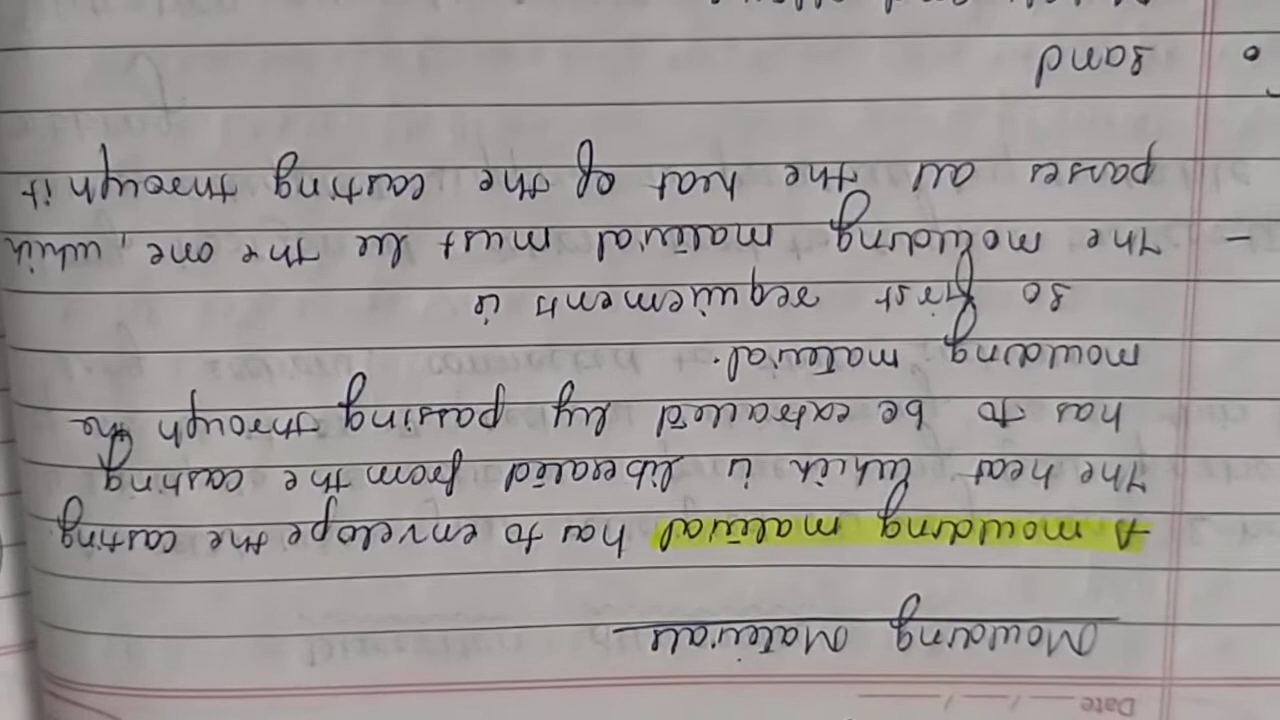 Date
Moulding Materials
A moulding material has to envelope the casting
The heat which is liberated from the casting
has to be extracted by passing through the
moulding material.
so first requirements is
- The moulding material must be the one, which
passes all the heat of the casting through it
sand